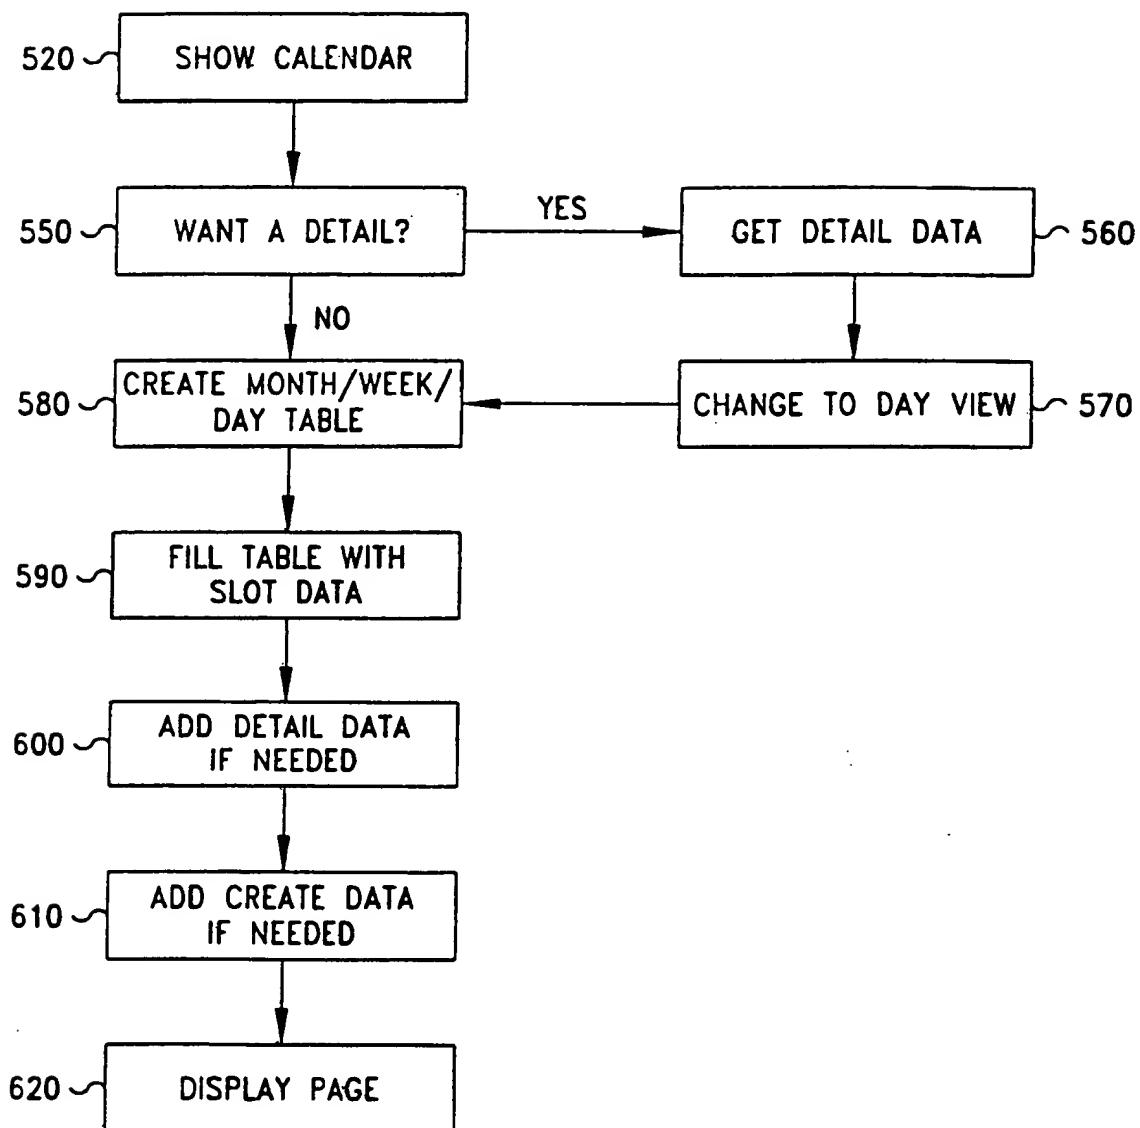 520 SHOW CALENDAR
550 WANT A DETAIL? YES GET DETAIL DATA 560
NO
580 CREATE MONTH/WEEK/
DAY TABLE
CHANGE TO DAY VIEW 570
590 FILL TABLE WITH
SLOT DATA
600 ADD DETAIL DATA
IF NEEDED
610 ADD CREATE DATA
IF NEEDED
620 DISPLAY PAGE